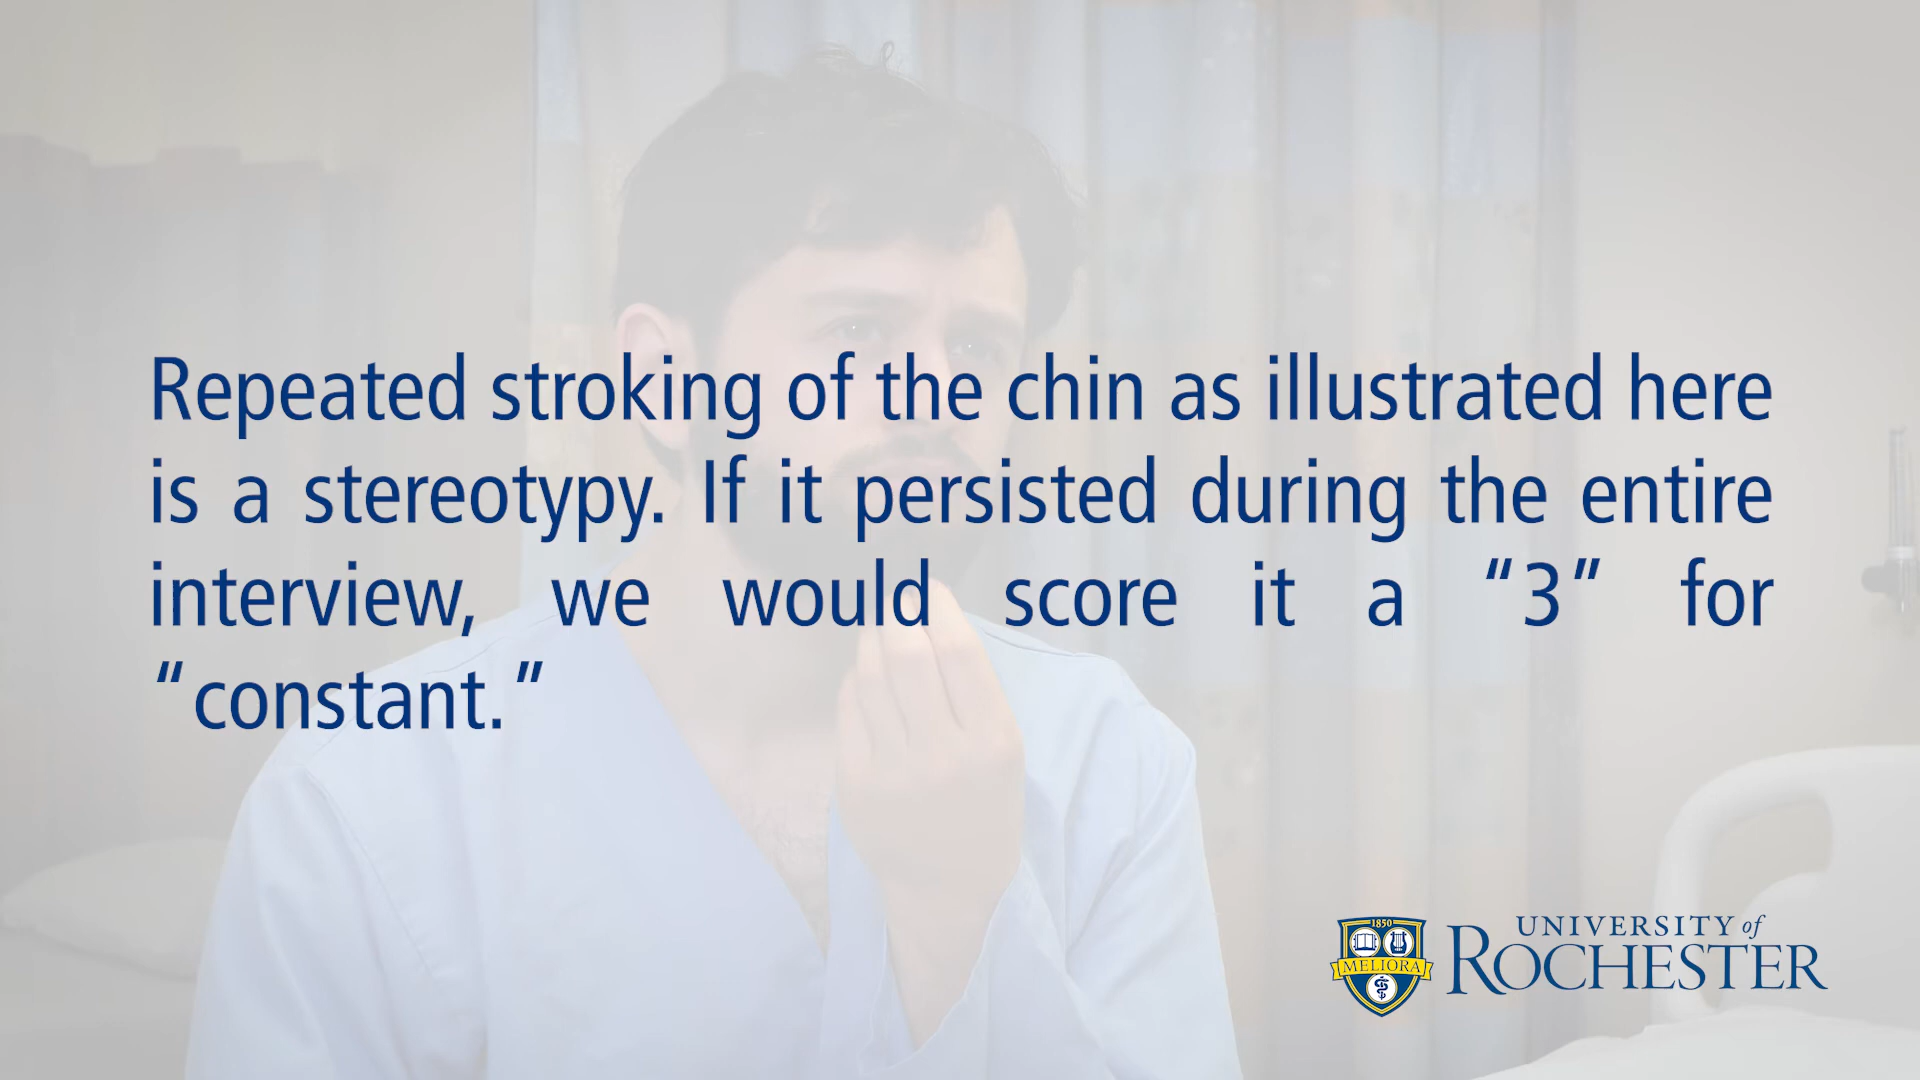 Repeated stroking of the chin as illustrated here
is a stereotypy. If it persisted during the entire
interview, we would score it a “3” for
“constant.”
1850
MELIORA
UNIVERSITY of
ROCHESTER